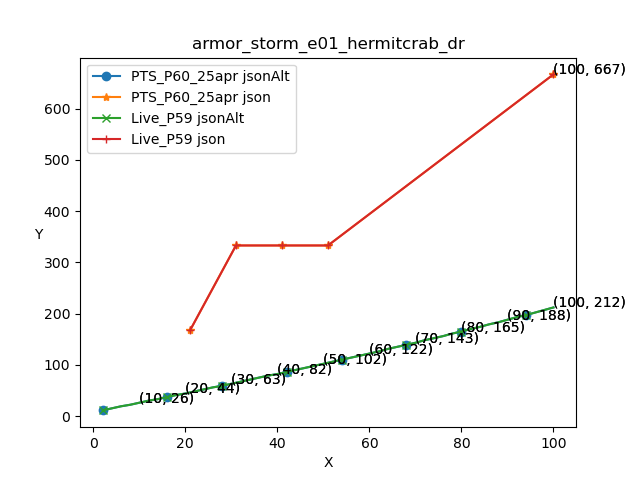 armor_storm_e01_hermitcrab_dr
PTS_P60_25apr jsonAlt
PTS_P60_25apr json
Live_P59 jsonAlt
Live_P59 json
(100, 667)
600
500
400
Y
300
200
100
0
(100, 212)
(90, 188)
(80, 165)
(70, 143)
(60, 122)
(50, 102)
(40, 82)
(30, 63)
(20, 44)
(10, 26)
0 20 40 60 80 100
X